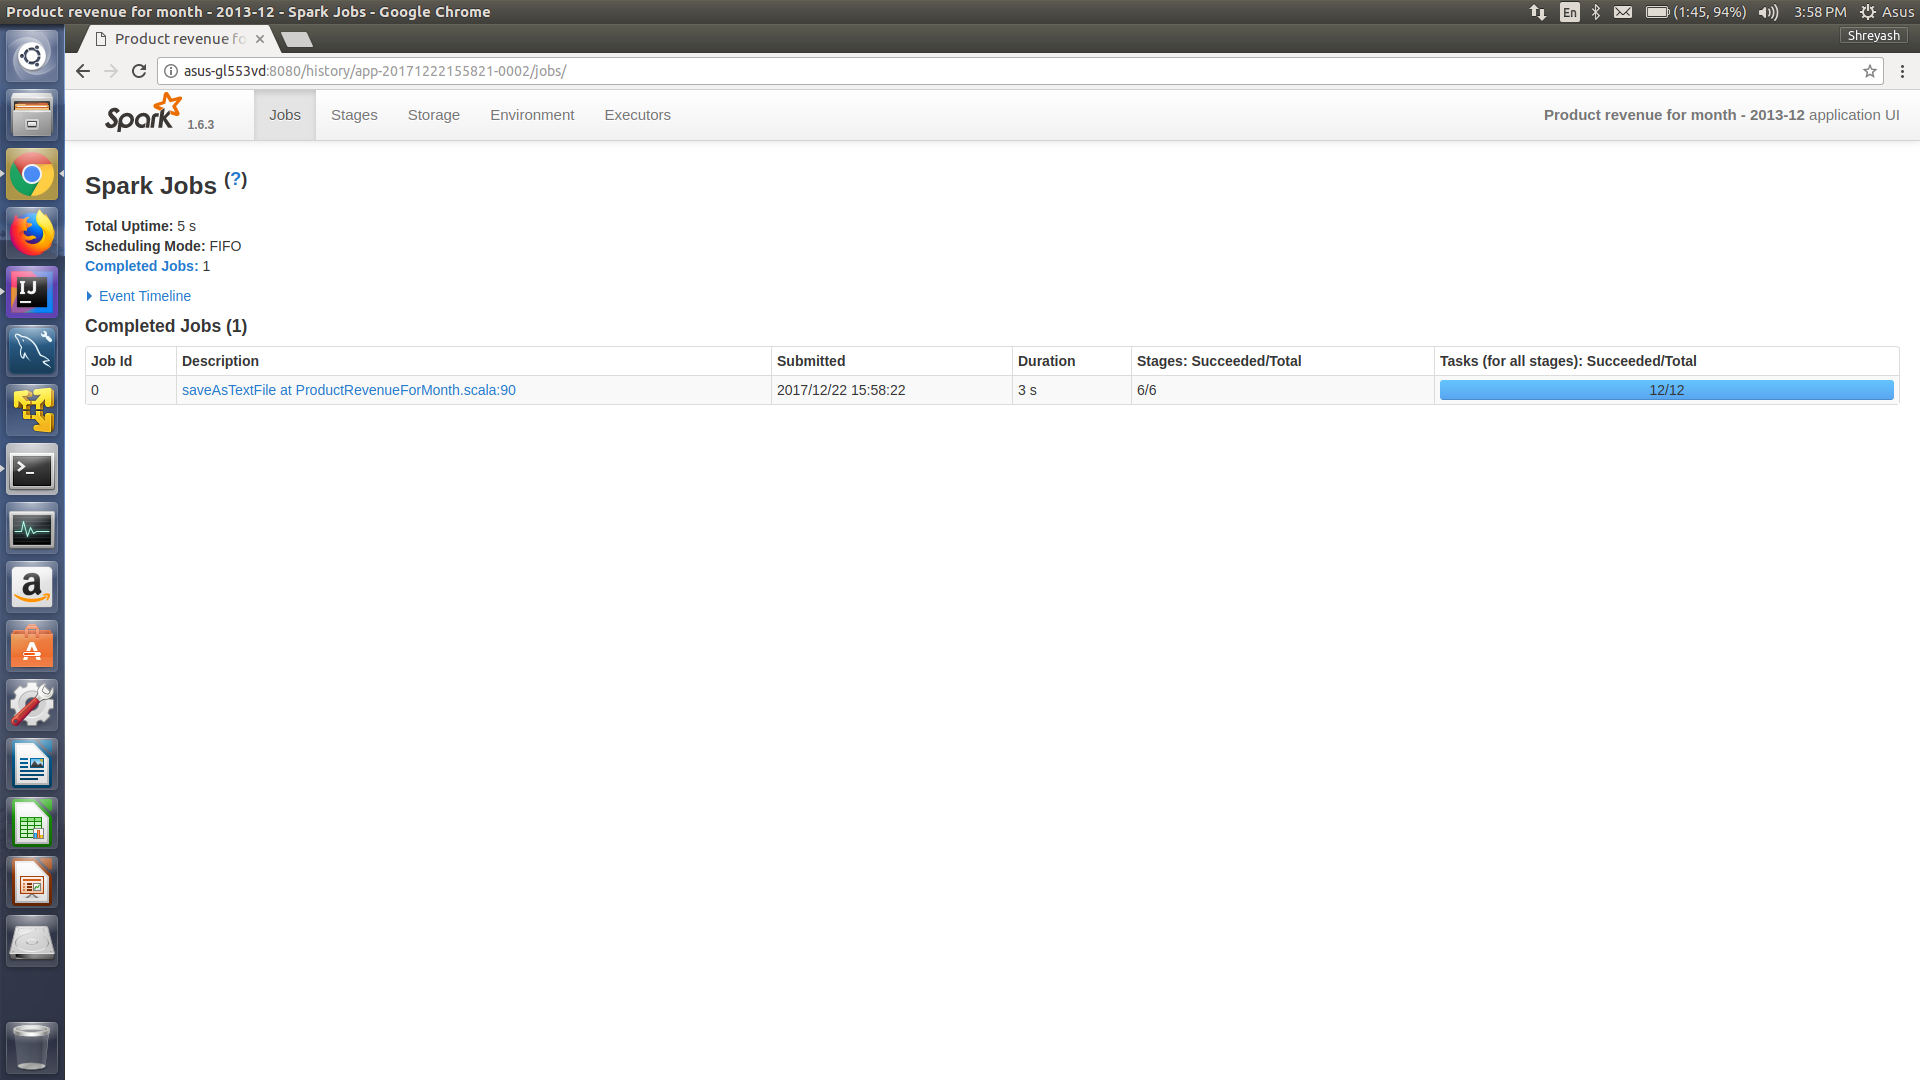 Product revenue for month - 2013-12 - Spark Jobs - Google Chrome
En (1:45, 94%) 3:58 PM Asus
Product revenue fo
Shreyash
asus-gl553vd:8080/history/app-20171222155821-0002/jobs/
Spark 1.6.3 Jobs Stages Storage Environment Executors Product revenue for month - 2013-12 application UI
Spark Jobs (?)
Total Uptime: 5 s
Scheduling Mode: FIFO
Completed Jobs: 1
Event Timeline
Completed Jobs (1)
Job Id Description Submitted Duration Stages: Succeeded/Total Tasks (for all stages): Succeeded/Total
0 saveAsTextFile at ProductRevenueForMonth.scala:90 2017/12/22 15:58:22 3 s 6/6 12/12
IJ
>_
a
A